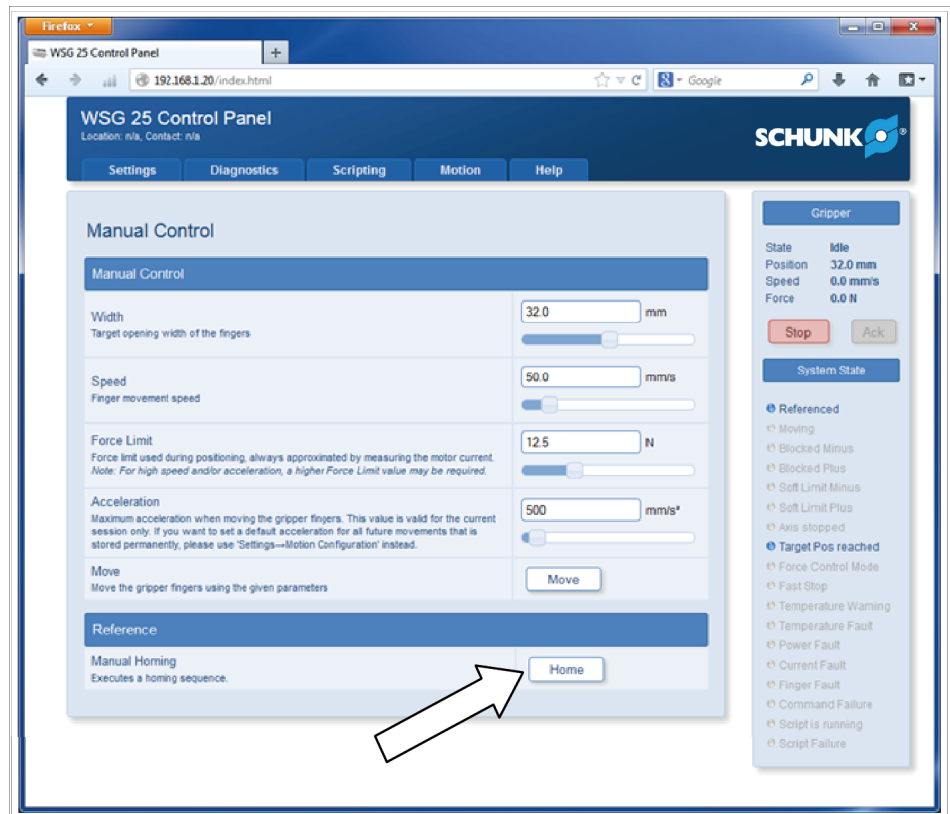 Firefox
WSG 25 Control Panel
192.168.1.20/index.html
Google
WSG 25 Control Panel
Location: n/a, Contact: n/a
SCHUNK
®
Settings Diagnostics Scripting Motion Help
Manual Control
Manual Control
Width
Target opening width of the fingers
32.0 mm
Speed
Finger movement speed
50.0 mm/s
Force Limit
Force limit used during positioning, always approximated by measuring the motor current.
Note: For high speed and/or acceleration, a higher Force Limit value may be required.
12.5 N
Acceleration
Maximum acceleration when moving the gripper fingers. This value is valid for the current
session only. If you want to set a default acceleration for all future movements that is
stored permanently, please use 'Settings→Motion Configuration' instead.
500 mm/s²
Move
Move the gripper fingers using the given parameters
Move
Reference
Manual Homing
Executes a homing sequence.
Home
Gripper
State Idle
Position 32.0 mm
Speed 0.0 mm/s
Force 0.0 N
Stop Ack
System State
Referenced
Moving
Blocked Minus
Blocked Plus
Soft Limit Minus
Soft Limit Plus
Axis stopped
Target Pos reached
Force Control Mode
Fast Stop
Temperature Warning
Temperature Fault
Power Fault
Current Fault
Finger Fault
Command Failure
Script is running
Script Failure